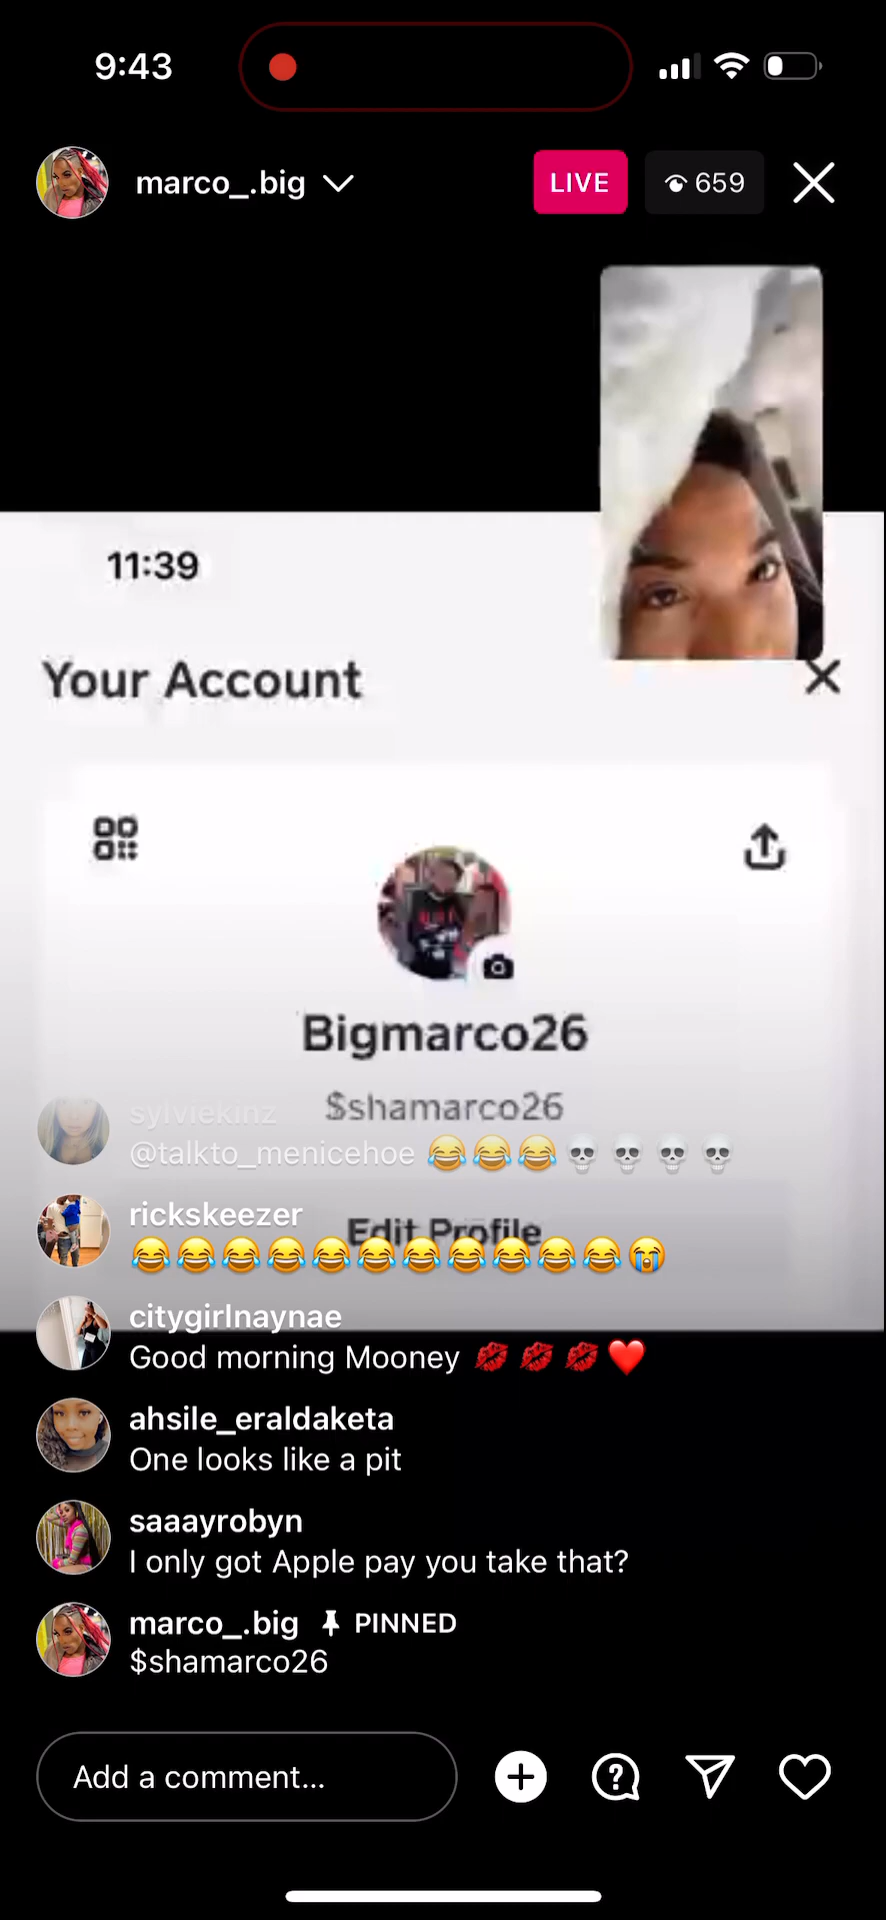 9:43
marco_.big
LIVE
659
11:39
Your Account
Bigmarco26
$shamarco26
sylviekinz
@talkto_menicehoe 😂😂😂💀💀💀💀
rickskeezer
Edit Profile
😂😂😂😂😂😂😂😂😂😂😂😭
citygirlnaynae
Good morning Mooney 💋💋💋❤️
ahsile_eraldaketa
One looks like a pit
saaayrobyn
I only got Apple pay you take that?
marco_.big PINNED
$shamarco26
Add a comment...